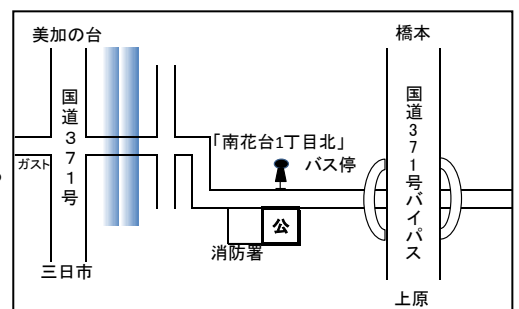 美加の台
橋本
国道371号
国道371号バイパス
「南花台1丁目北」
バス停
ガスト
公
消防署
三日市
上原